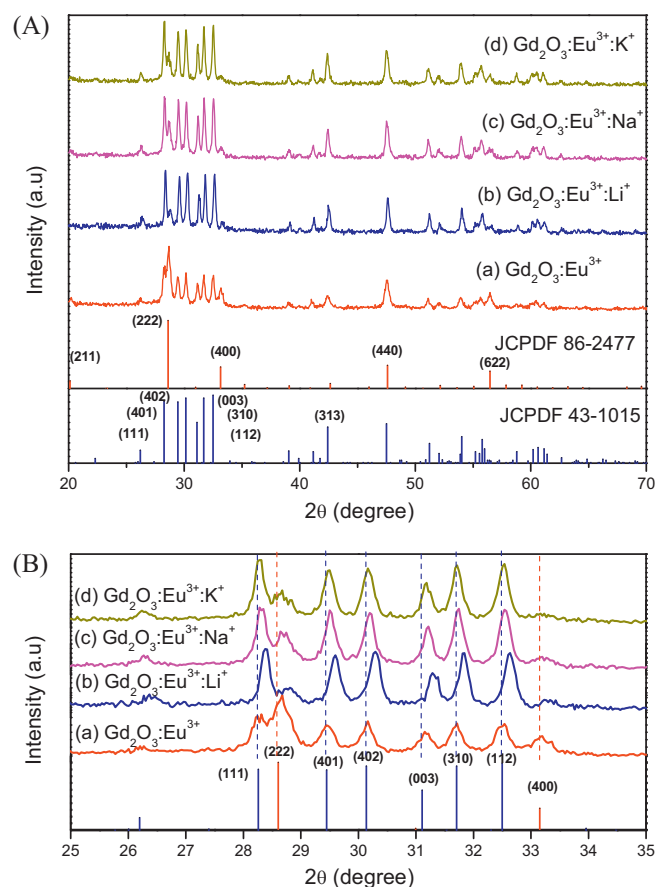 (A)
(d) Gd₂O₃:Eu³⁺:K⁺
(c) Gd₂O₃:Eu³⁺:Na⁺
(b) Gd₂O₃:Eu³⁺:Li⁺
(a) Gd₂O₃:Eu³⁺
Intensity (a.u)
JCPDF 86-2477
(211)
(222)
(400)
(440)
(622)
JCPDF 43-1015
(402)
(003)
(401)
(310)
(313)
(111)
(112)
20 30 40 50 60 70
2θ (degree)
(B)
(d) Gd₂O₃:Eu³⁺:K⁺
(c) Gd₂O₃:Eu³⁺:Na⁺
(b) Gd₂O₃:Eu³⁺:Li⁺
(a) Gd₂O₃:Eu³⁺
Intensity (a.u)
(111) (222) (401) (402) (003) (310) (112) (400)
25 26 27 28 29 30 31 32 33 34 35
2θ (degree)